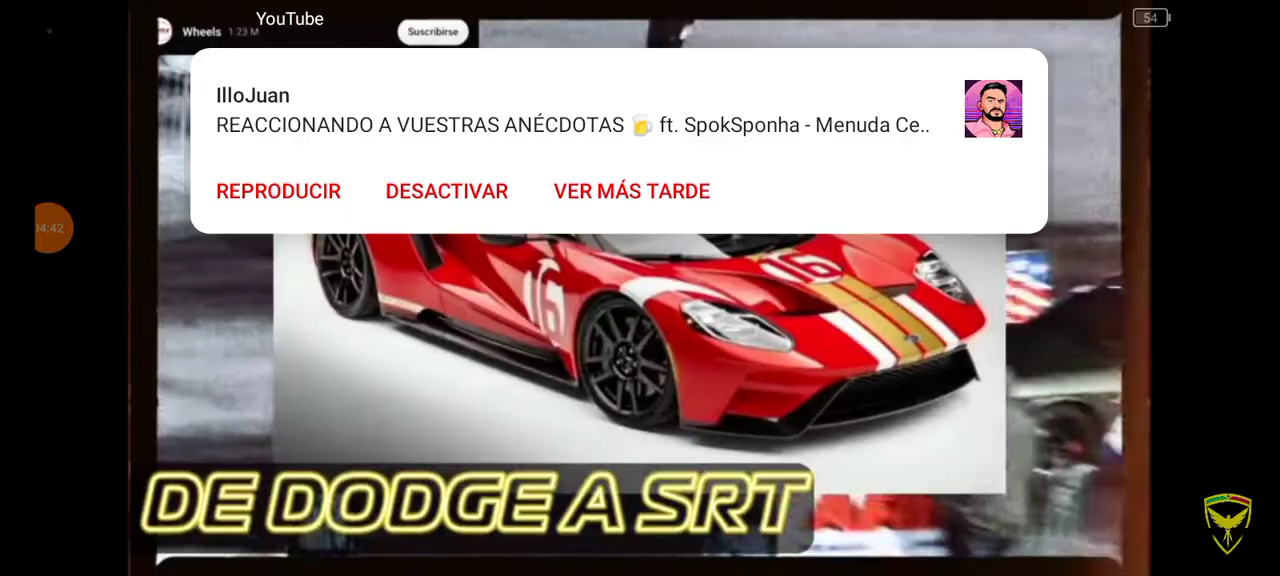 YouTube
54
Wheels 1.23 M
Suscribirse
IlloJuan
REACCIONANDO A VUESTRAS ANÉCDOTAS 🍺 ft. SpokSponha - Menuda Ce..
REPRODUCIR DESACTIVAR VER MÁS TARDE
04:42
16
16
DE DODGE A SRT